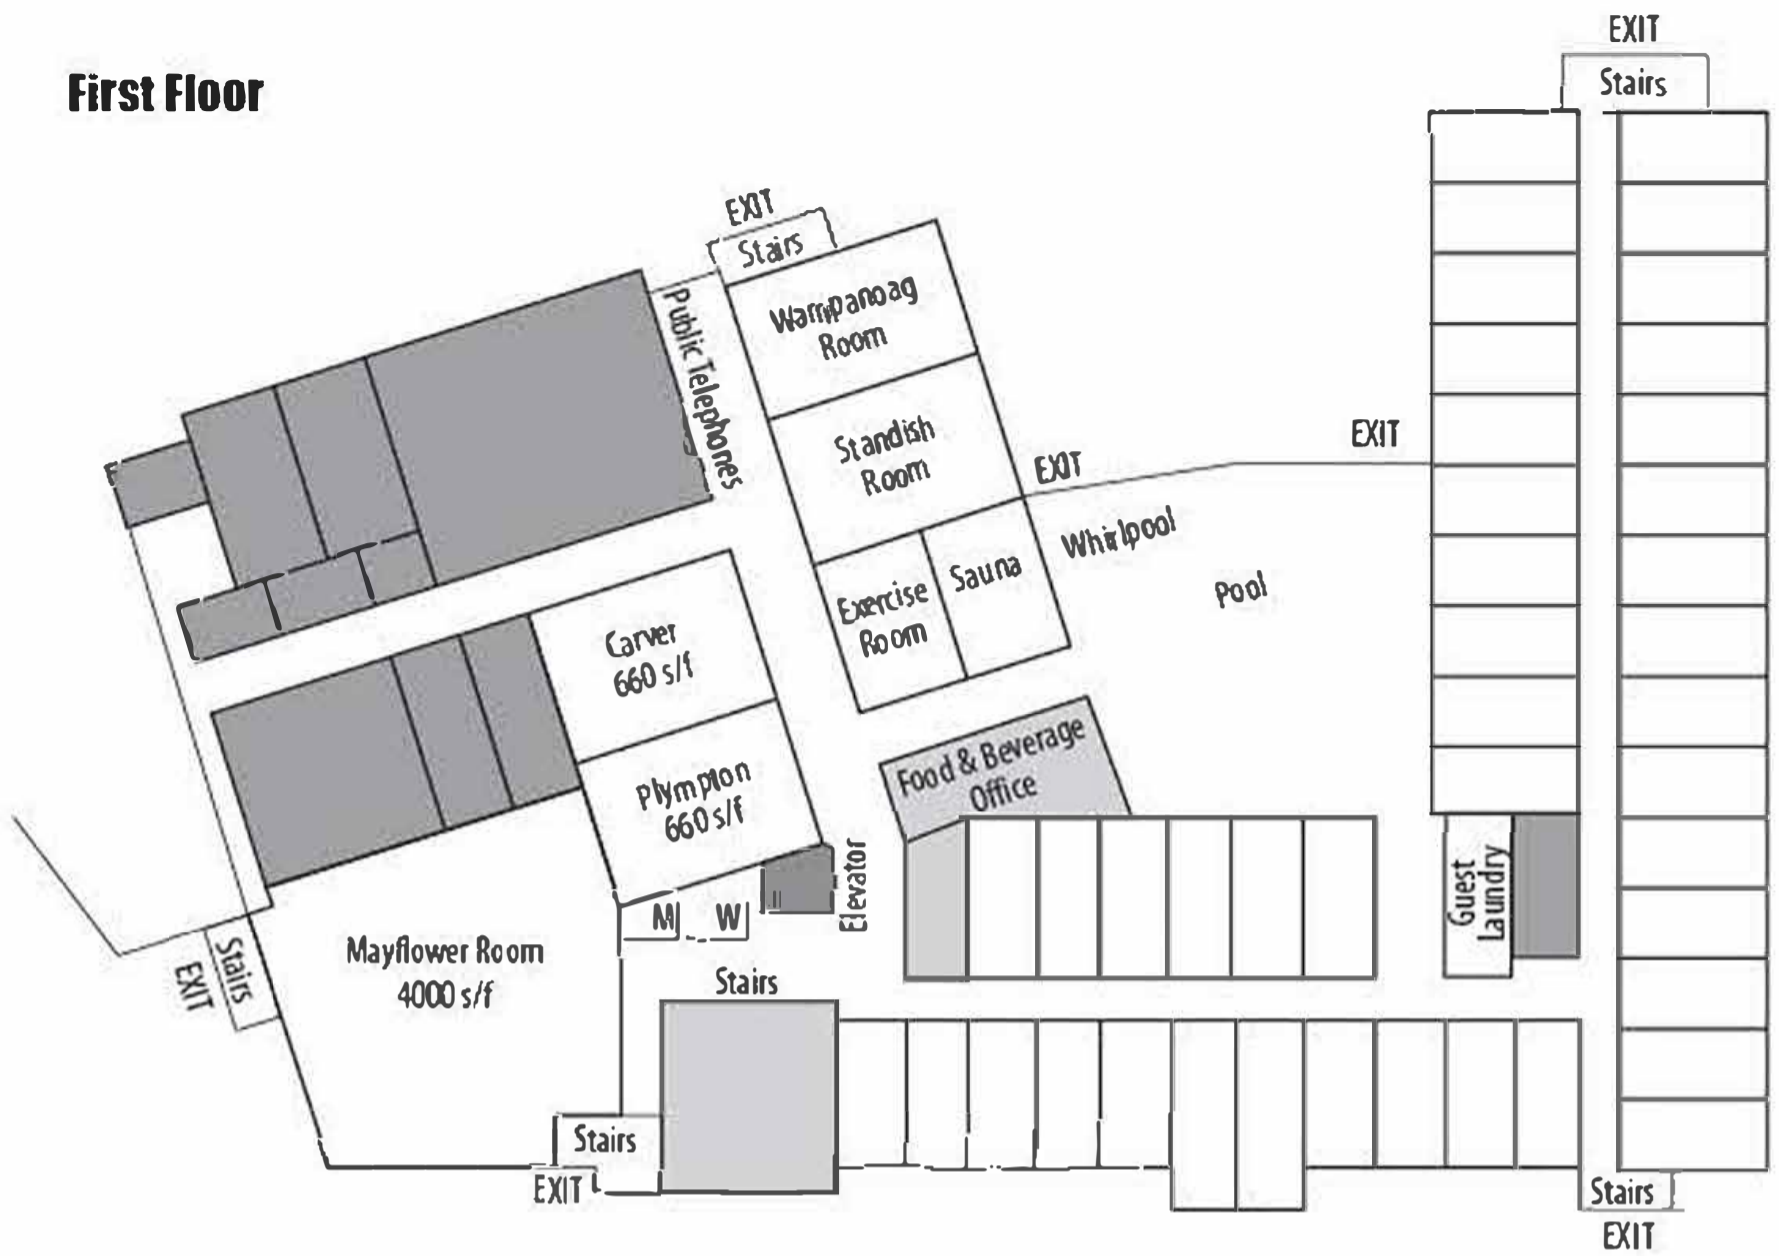 EXIT
Stairs
First Floor
EXIT
Stairs
Public Telephones
Wampanoag
Room
Standish
Room
EXIT
EXIT
Whirlpool
Pool
Exercise
Room
Sauna
Carver
660 s/f
Plympton
660 s/f
Food & Beverage
Office
Elevator
M
W
Guest
Laundry
Mayflower Room
4000 s/f
Stairs
EXIT
Stairs
Stairs
EXIT
Stairs
EXIT